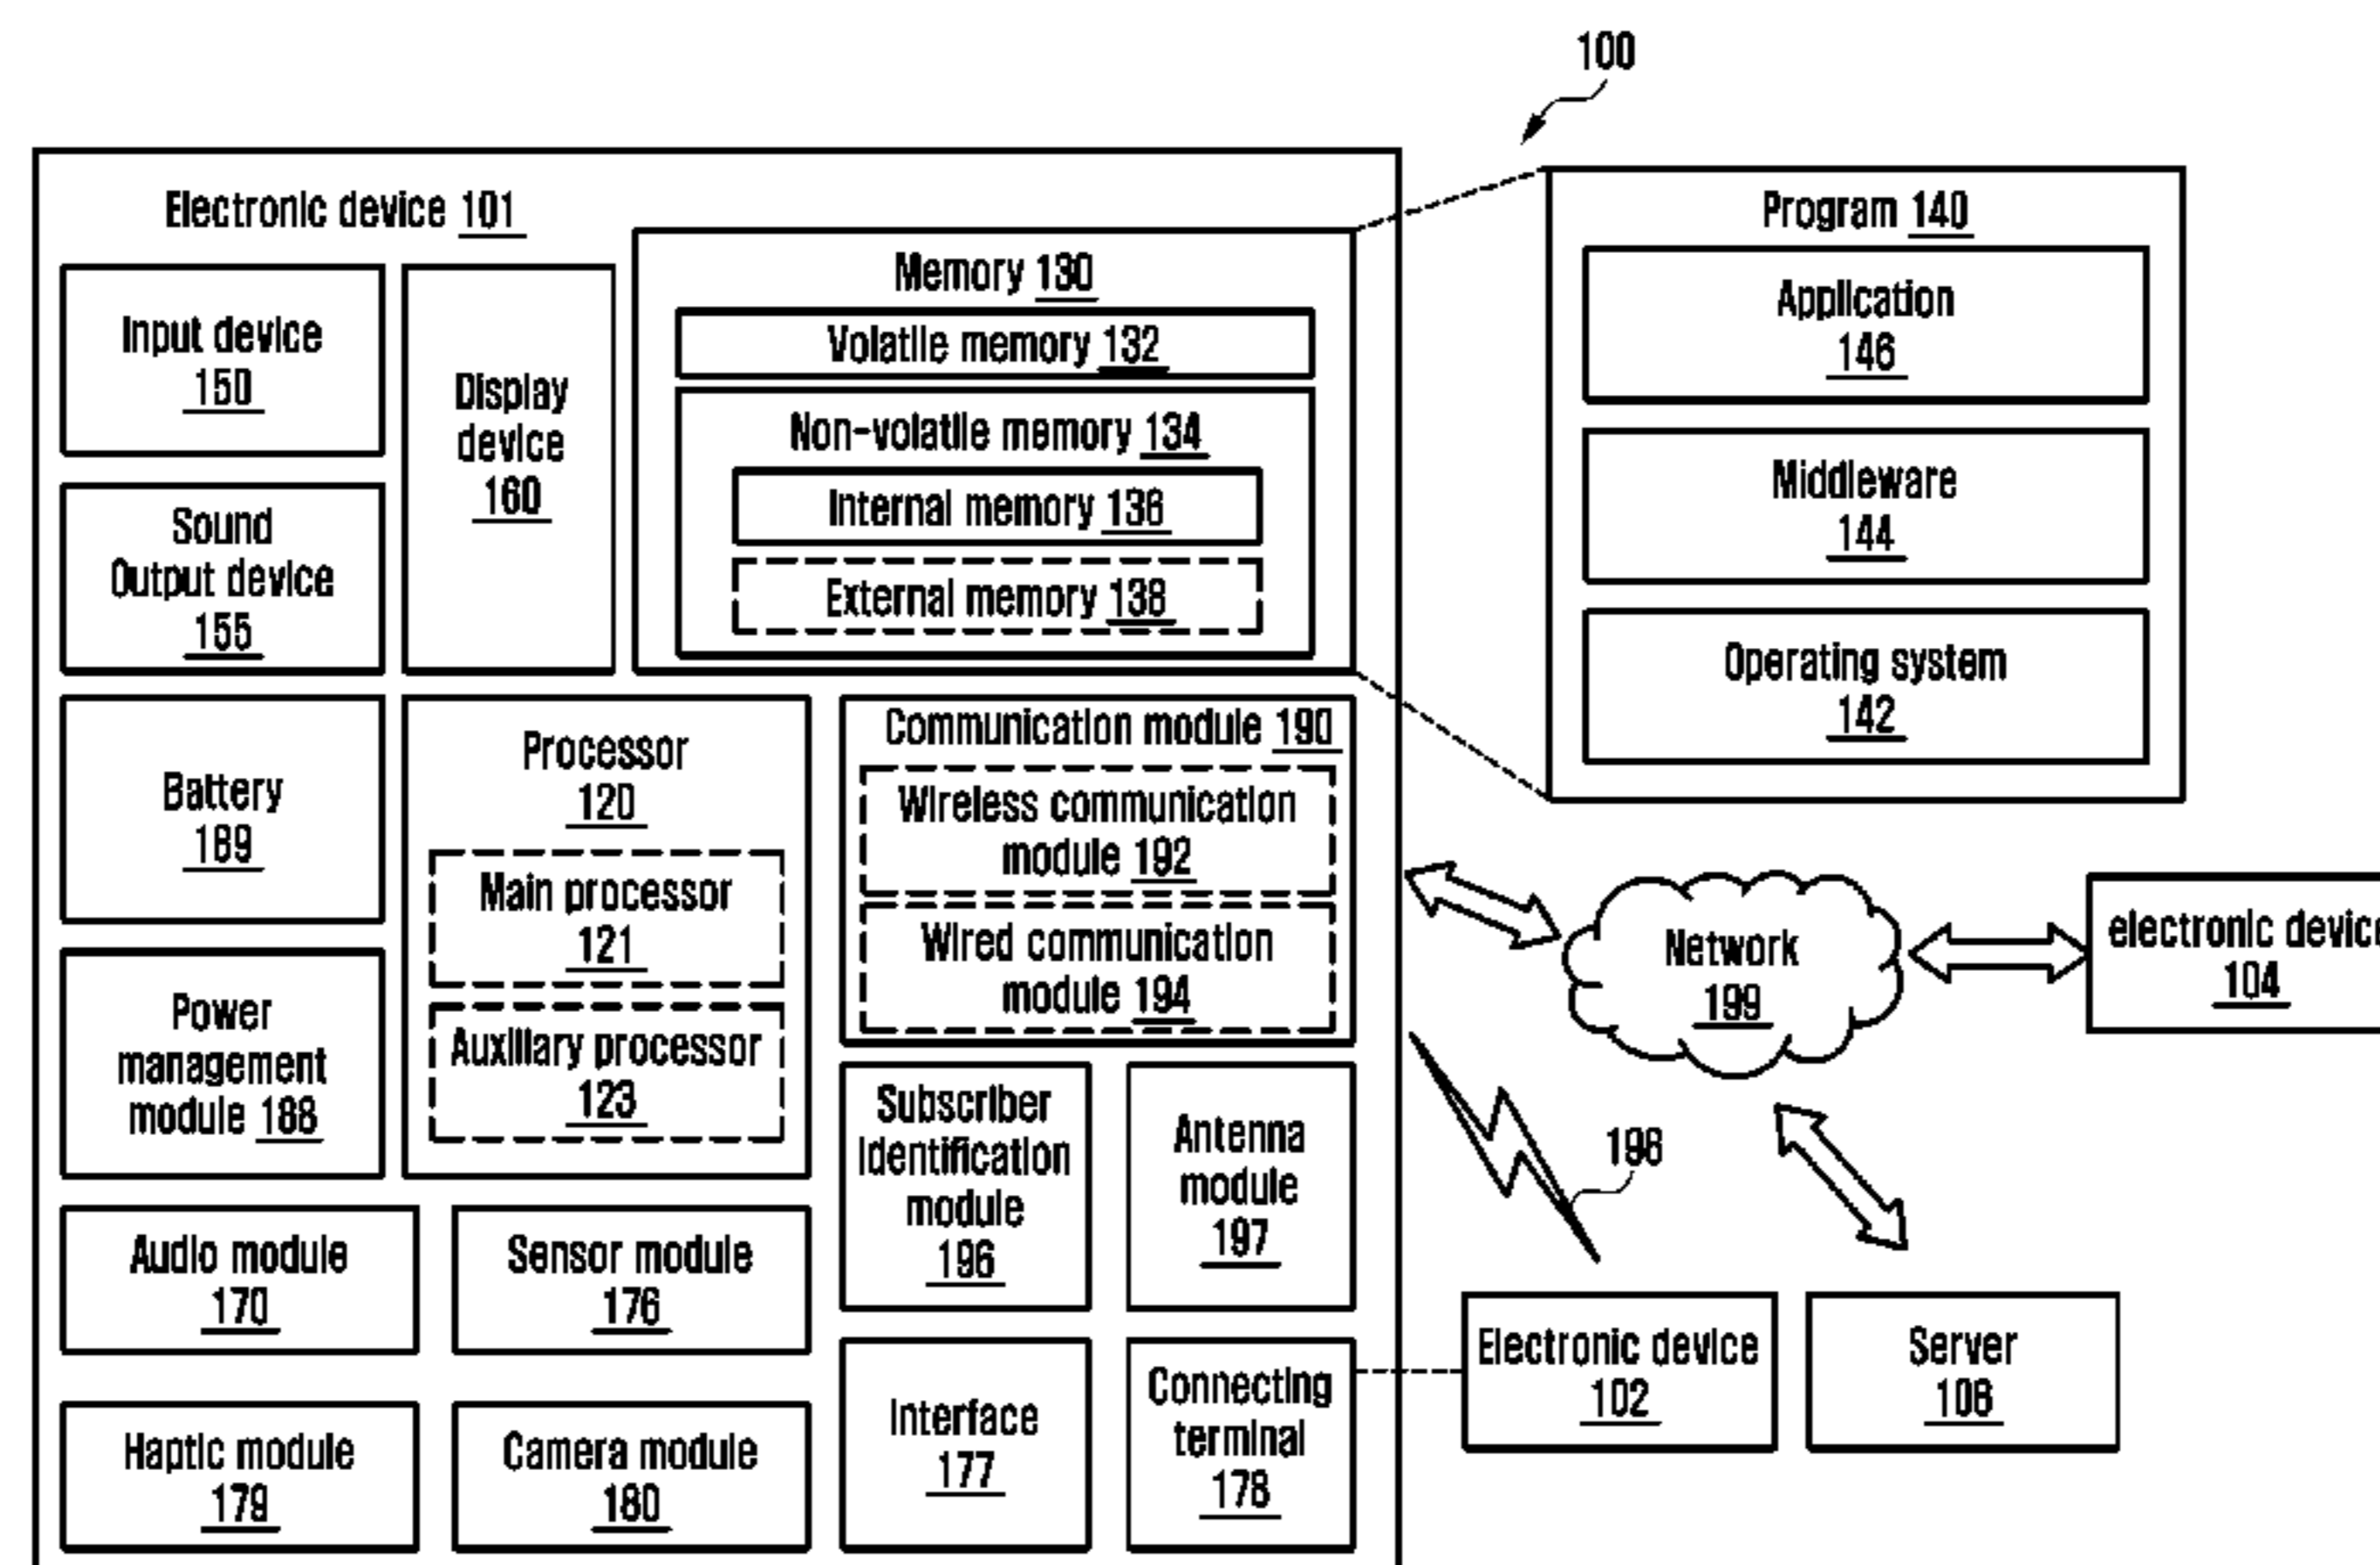 100
Electronic device 101
Input device
150
Display
device
160
Sound
Output device
155
Memory 130
Volatile memory 132
Non-volatile memory 134
Internal memory 136
External memory 138
Program 140
Application
146
Middleware
144
Operating system
142
Battery
189
Power
management
module 188
Processor
120
Main processor
121
Auxiliary processor
123
Communication module 190
Wireless communication
module 192
Wired communication
module 194
Network
199
electronic device
104
Subscriber
identification
module
196
Antenna
module
197
198
Audio module
170
Sensor module
176
Haptic module
179
Camera module
180
Interface
177
Connecting
terminal
178
Electronic device
102
Server
108